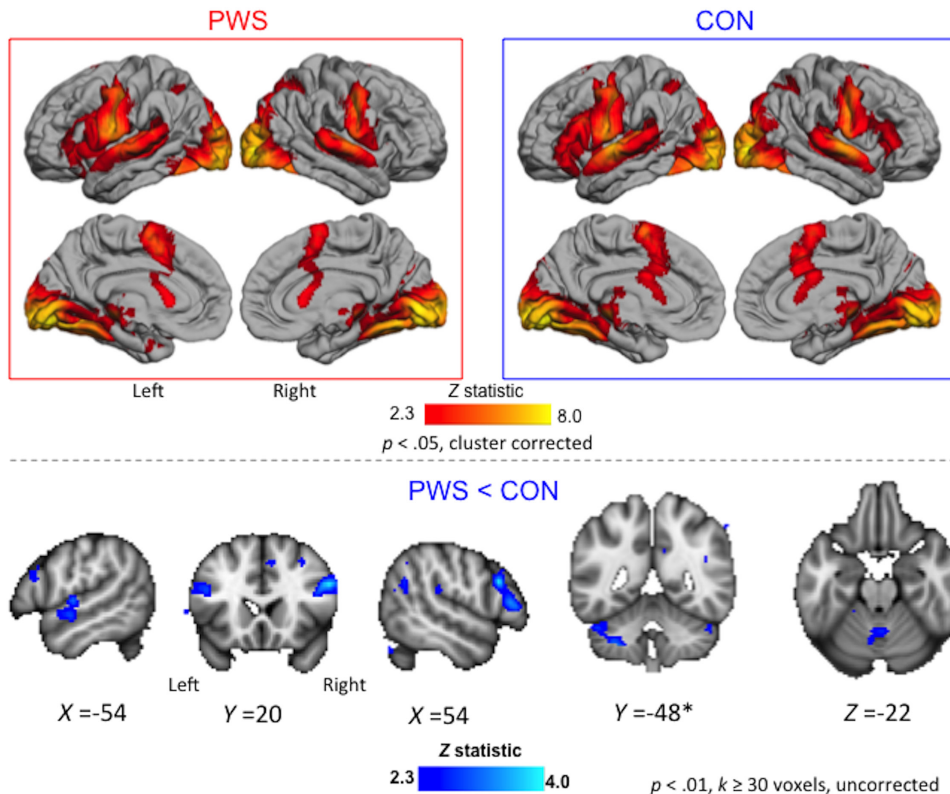 PWS CON
Left Right
Z statistic
2.3 8.0
p < .05, cluster corrected
PWS < CON
Left Right
X =-54 Y =20 X =54 Y =-48* Z =-22
Z statistic
2.3 4.0
p < .01, k ≥ 30 voxels, uncorrected